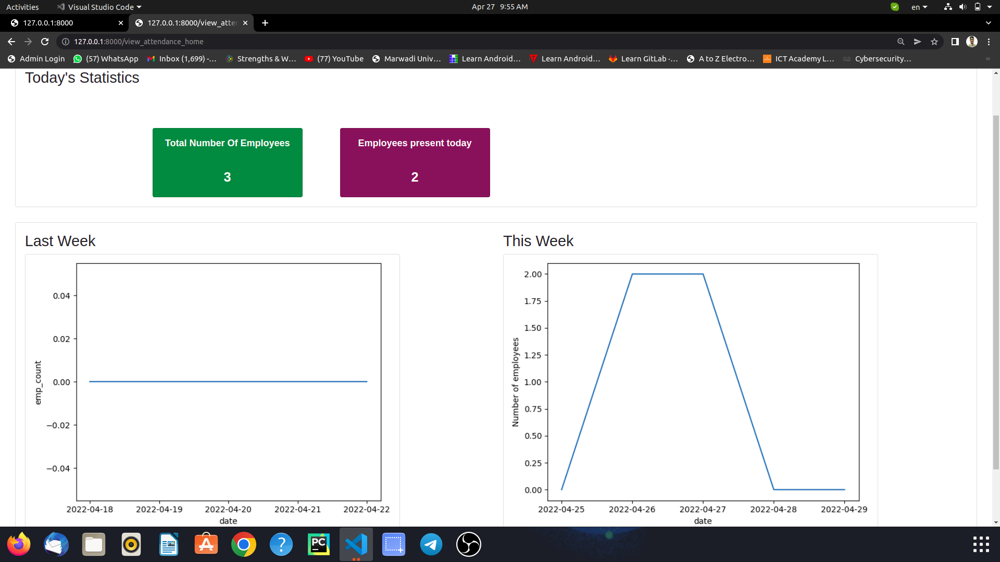 Activities Visual Studio Code Apr 27 9:55 AM en
127.0.0.1:8000 127.0.0.1:8000/view_atter
127.0.0.1:8000/view_attendance_home
Admin Login (57) WhatsApp Inbox (1,699) -... Strengths & W... (77) YouTube Marwadi Univ... Learn Android... Learn Android... Learn GitLab -... A to Z Electro... ICT Academy L... Cybersecurity... »
Today's Statistics
Total Number Of Employees
3
Employees present today
2
Last Week
0.04
0.02
0.00
−0.02
−0.04
emp_count
2022-04-18 2022-04-19 2022-04-20 2022-04-21 2022-04-22
date
This Week
2.00
1.75
1.50
1.25
1.00
0.75
0.50
0.25
0.00
Number of employees
2022-04-25 2022-04-26 2022-04-27 2022-04-28 2022-04-29
date
PC
?